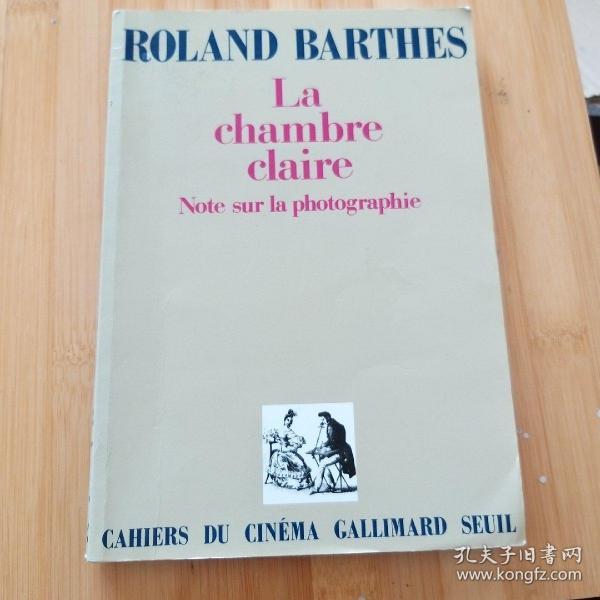 ROLAND BARTHES
La
chambre
claire
Note sur la photographie
CAHIERS DU CINÉMA GALLIMARD SEUIL
孔夫子旧书网
www.kongfz.com